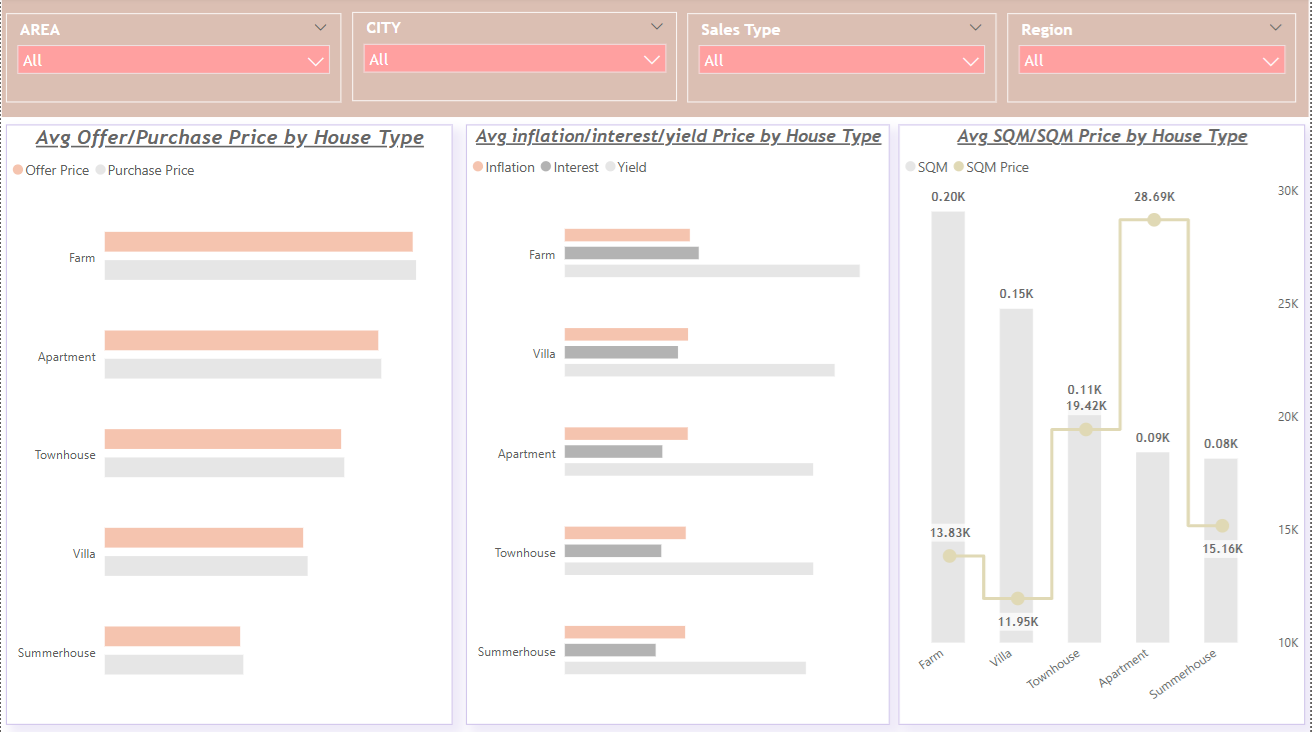 AREA
All
CITY
All
Sales Type
All
Region
All
Avg Offer/Purchase Price by House Type
Offer Price Purchase Price
Farm
Apartment
Townhouse
Villa
Summerhouse
Avg inflation/interest/yield Price by House Type
Inflation Interest Yield
Farm
Villa
Apartment
Townhouse
Summerhouse
Avg SQM/SQM Price by House Type
SQM SQM Price
0.20K
28.69K
30K
0.15K
25K
0.11K
19.42K
20K
0.09K
0.08K
13.83K
15K
15.16K
11.95K
10K
Farm
Villa
Townhouse
Apartment
Summerhouse